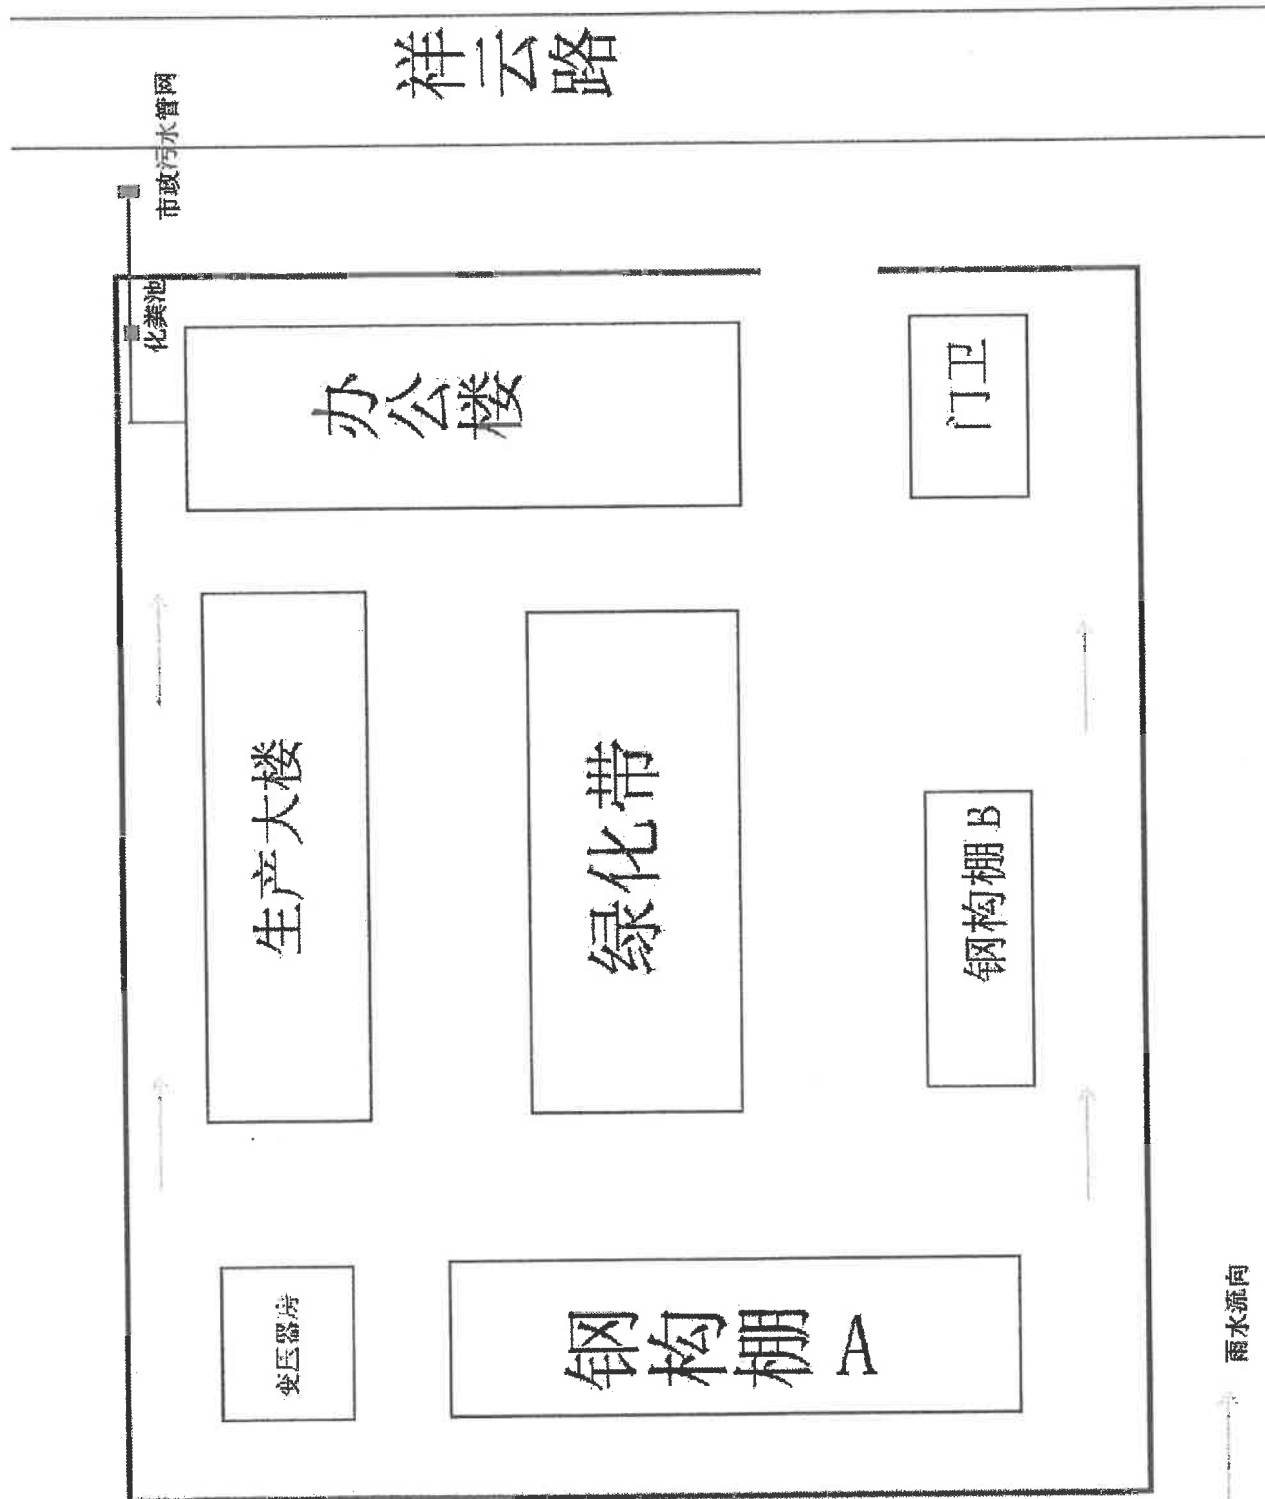 祥云路
市政污水管网
化粪池
办公楼
门卫
生产大楼
绿化带
钢构棚 B
变压器房
钢构棚 A
雨水流向